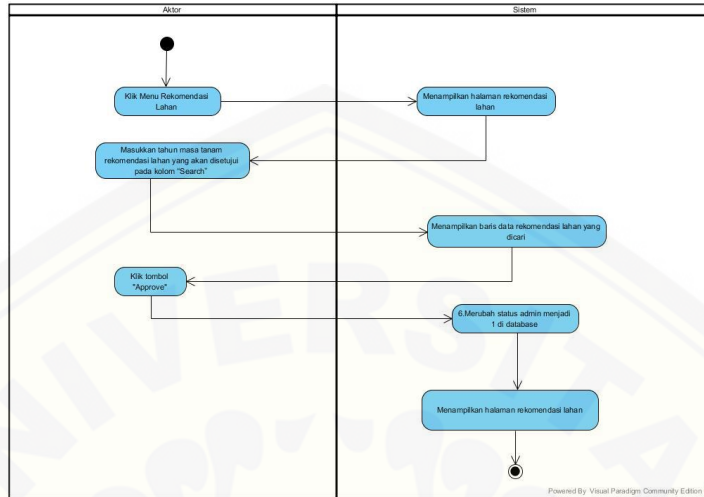 Aktor
Sistem
Klik Menu Rekomendasi
Lahan
Menampilkan halaman rekomendasi
lahan
Masukkan tahun masa tanam
rekomendasi lahan yang akan disetujui
pada kolom "Search"
Menampilkan baris data rekomendasi lahan yang
dicari
Klik tombol
"Approve"
6.Merubah status admin menjadi
1 di database
Menampilkan halaman rekomendasi lahan
UNIVERSITA
Powered By Visual Paradigm Community Edition